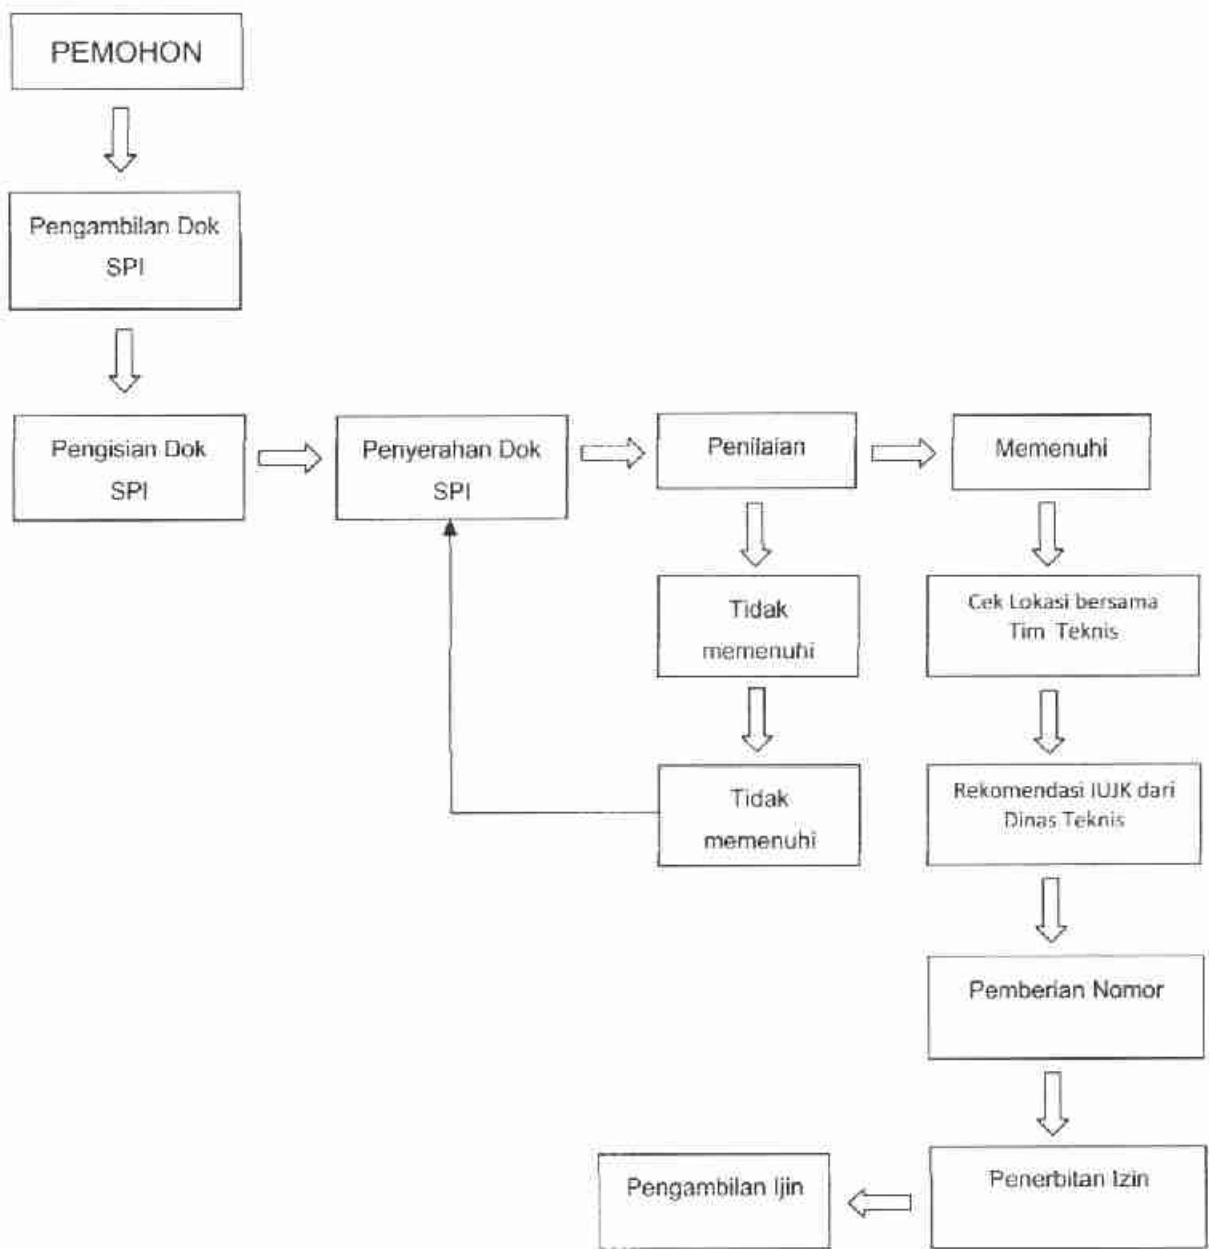 PEMOHON
Pengambilan Dok
SPI
Pengisian Dok
SPI
Penyerahan Dok
SPI
Penilaian
Memenuhi
Tidak
memenuhi
Cek Lokasi bersama
Tim Teknis
Tidak
memenuhi
Rekomendasi IUJK dari
Dinas Teknis
Pemberian Nomor
Penerbitan Izin
Pengambilan Ijin